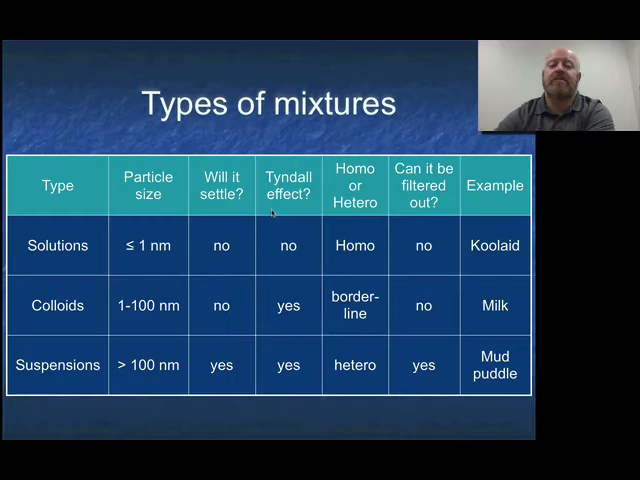 Types of mixtures
Type
Particle
size
Will it
settle?
Tyndall
effect?
Homo
or
Hetero
Can it be
filtered
out?
Example
Solutions
≤ 1 nm
no
no
Homo
no
Koolaid
Colloids
1-100 nm
no
yes
border-
line
no
Milk
Suspensions
> 100 nm
yes
yes
hetero
yes
Mud
puddle